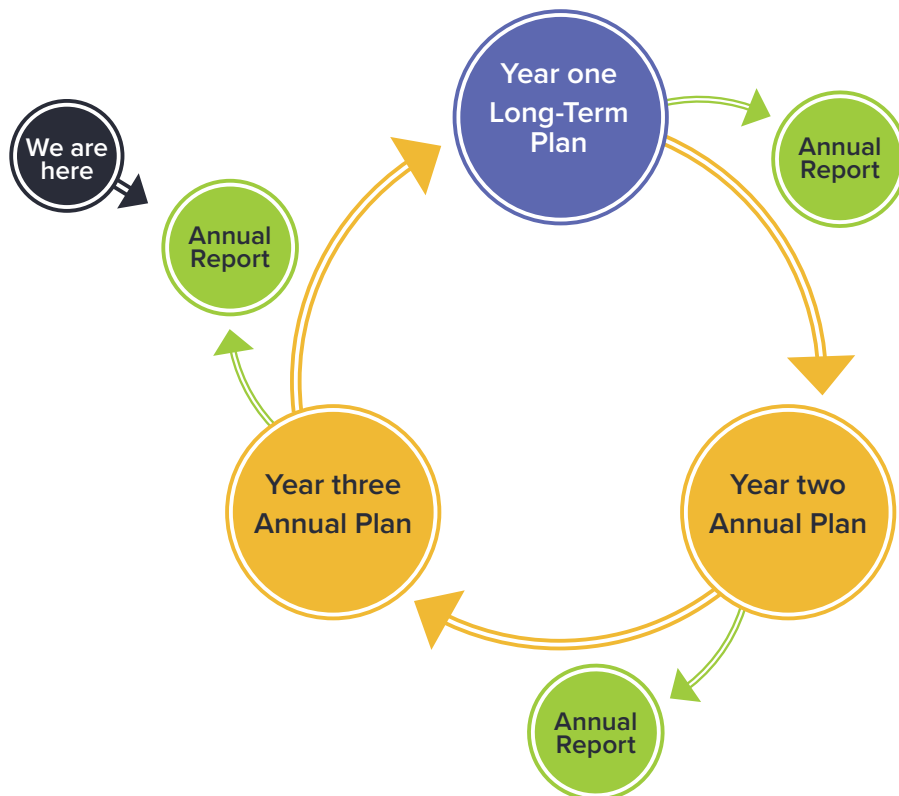 Year one
Long-Term
Plan
Annual
Report
We are
here
Annual
Report
Year three
Annual Plan
Year two
Annual Plan
Annual
Report